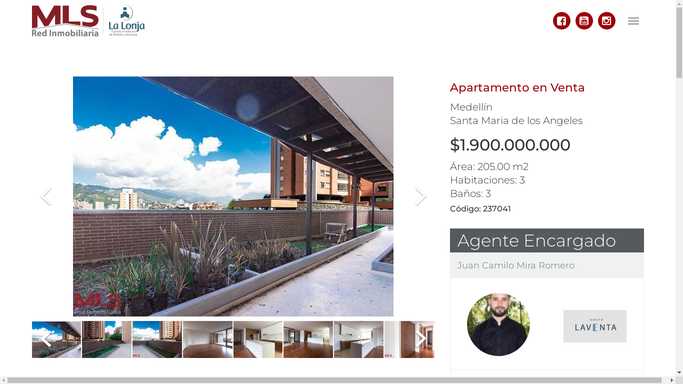 MLS
Red Inmobiliaria
La Lonja
Apartamento en Venta
Medellín
Santa Maria de los Angeles
$1.900.000.000
Área: 205.00 m2
Habitaciones: 3
Baños: 3
Código: 237041
Agente Encargado
Juan Camilo Mira Romero
LAVENTA
MLS